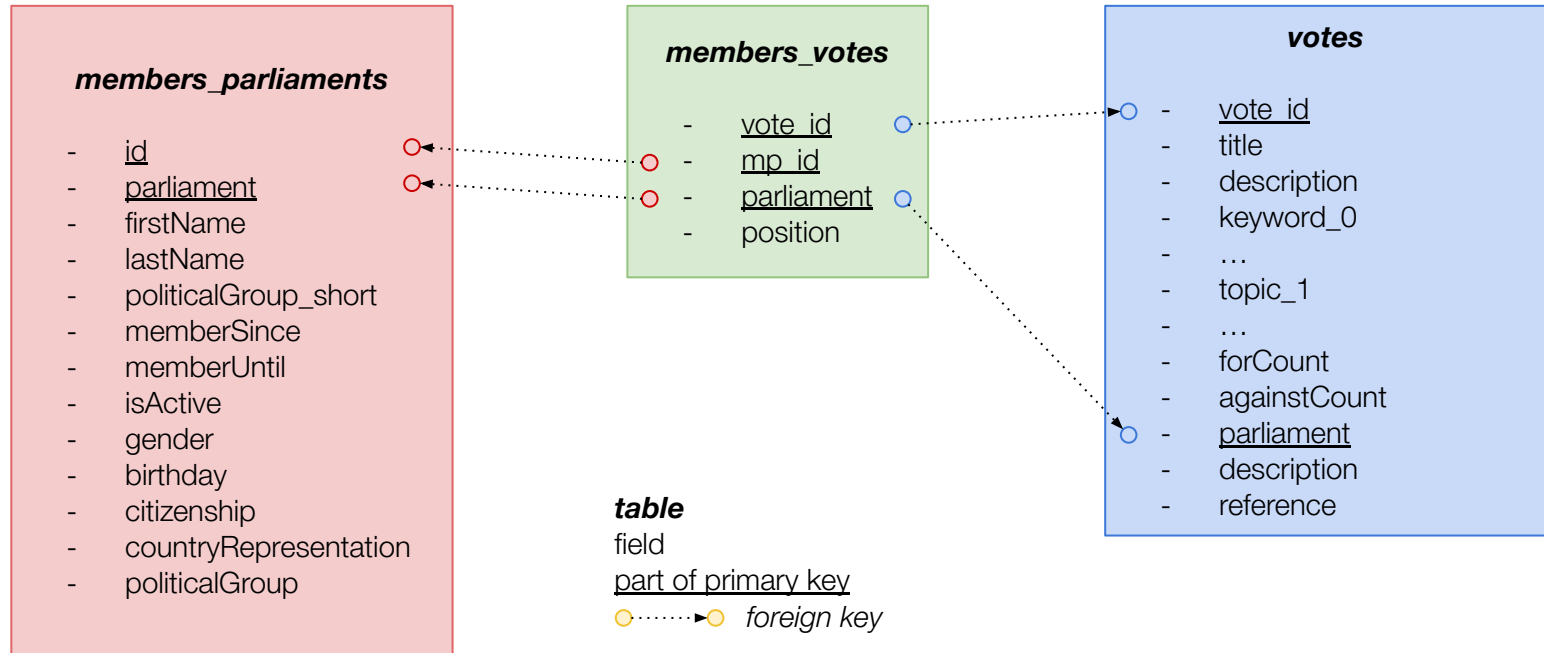 members_parliaments
- id
- parliament
- firstName
- lastName
- politicalGroup_short
- memberSince
- memberUntil
- isActive
- gender
- birthday
- citizenship
- countryRepresentation
- politicalGroup
members_votes
- vote_id
- mp_id
- parliament
- position
votes
- vote_id
- title
- description
- keyword_0
- …
- topic_1
- …
- forCount
- againstCount
- parliament
- description
- reference
table
field
part of primary key
foreign key